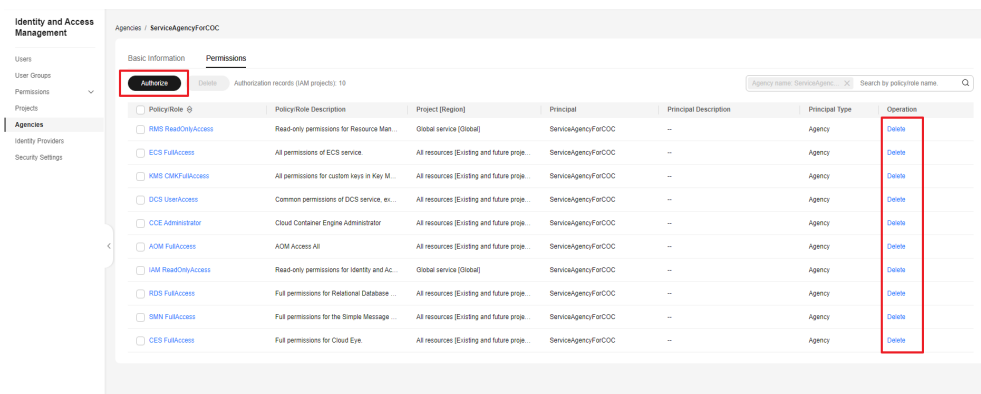 Identity and Access
Management
Users
User Groups
Permissions
Projects
Agencies
Identity Providers
Security Settings
Agencies / ServiceAgencyForCOC
Basic Information Permissions
Authorize Delete Authorization records (IAM projects): 10 Agency name: ServiceAgenc... × Search by policy/role name.
Policy/Role Policy/Role Description Project [Region] Principal Principal Description Principal Type Operation
RMS ReadOnlyAccess Read-only permissions for Resource Man... Global service [Global] ServiceAgencyForCOC -- Agency Delete
ECS FullAccess All permissions of ECS service. All resources [Existing and future proje... ServiceAgencyForCOC -- Agency Delete
KMS CMKFullAccess All permissions for custom keys in Key M... All resources [Existing and future proje... ServiceAgencyForCOC -- Agency Delete
DCS UserAccess Common permissions of DCS service, ex... All resources [Existing and future proje... ServiceAgencyForCOC -- Agency Delete
CCE Administrator Cloud Container Engine Administrator All resources [Existing and future proje... ServiceAgencyForCOC -- Agency Delete
AOM FullAccess AOM Access All All resources [Existing and future proje... ServiceAgencyForCOC -- Agency Delete
IAM ReadOnlyAccess Read-only permissions for Identity and Ac... Global service [Global] ServiceAgencyForCOC -- Agency Delete
RDS FullAccess Full permissions for Relational Database ... All resources [Existing and future proje... ServiceAgencyForCOC -- Agency Delete
SMN FullAccess Full permissions for the Simple Message ... All resources [Existing and future proje... ServiceAgencyForCOC -- Agency Delete
CES FullAccess Full permissions for Cloud Eye. All resources [Existing and future proje... ServiceAgencyForCOC -- Agency Delete